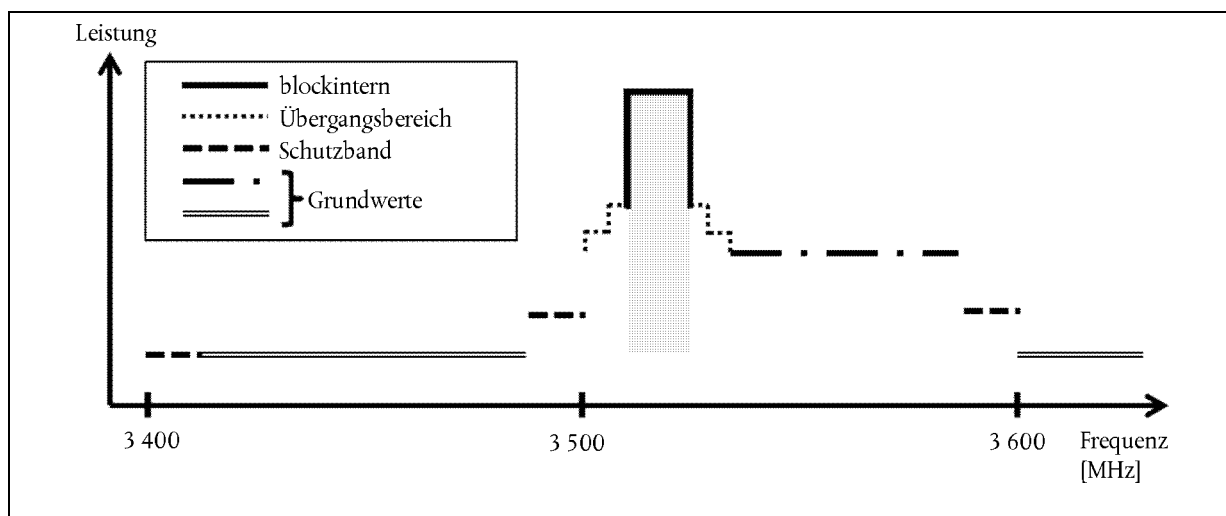 Leistung
blockintern
Übergangsbereich
Schutzband
Grundwerte
3 400
3 500
3 600
Frequenz
[MHz]